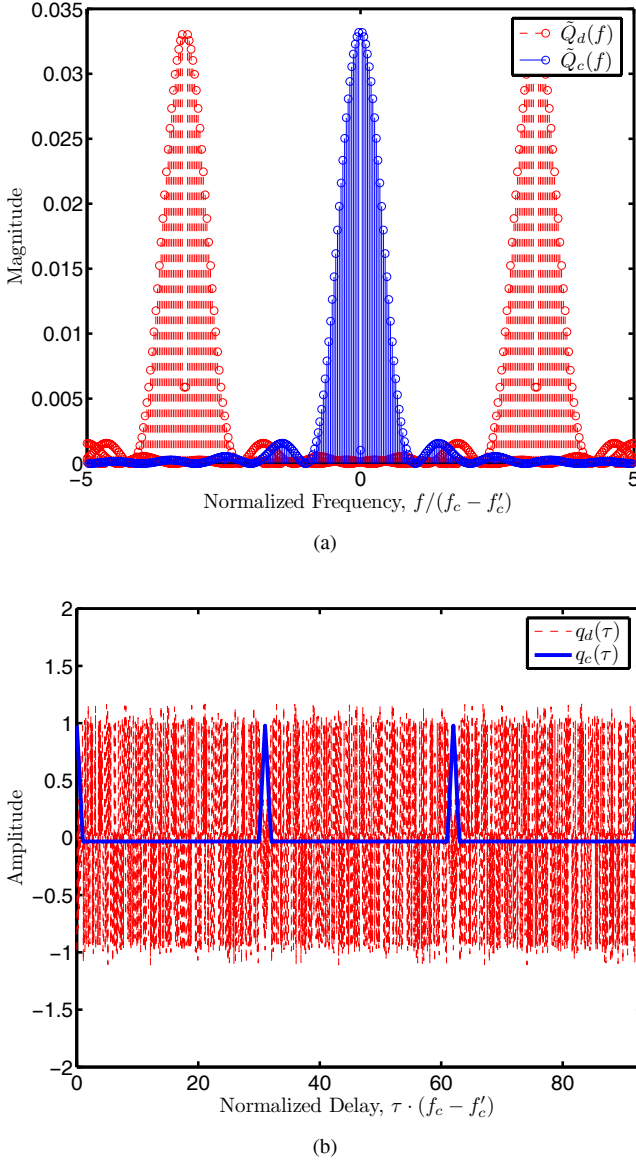 0.035
0.03
0.025
0.02
0.015
0.01
0.005
0
Magnitude
Q̃_d(f)
Q̃_c(f)
−5 0 5
Normalized Frequency, f/(f_c − f′_c)
(a)
2
1.5
1
0.5
0
−0.5
−1
−1.5
−2
Amplitude
q_d(τ)
q_c(τ)
0 20 40 60 80
Normalized Delay, τ · (f_c − f′_c)
(b)